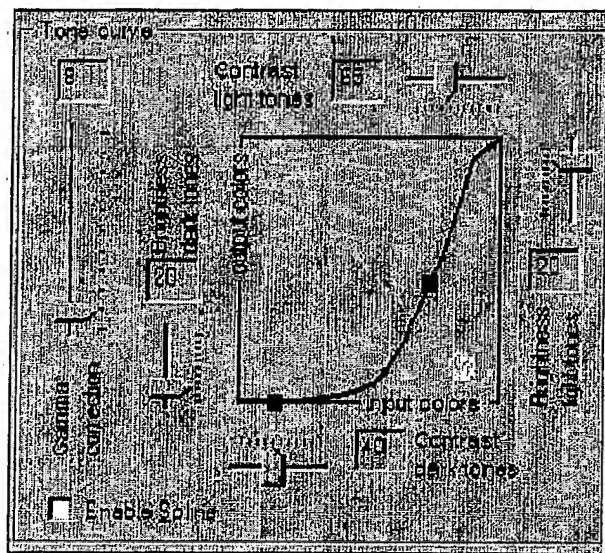 Tone curve
8
Contrast
light tones
69
Brightness
dark tones
20
output colors
20
Brightness
light tones
Gamma
correction
Input colors
Contrast
dark tones
Enable Spline